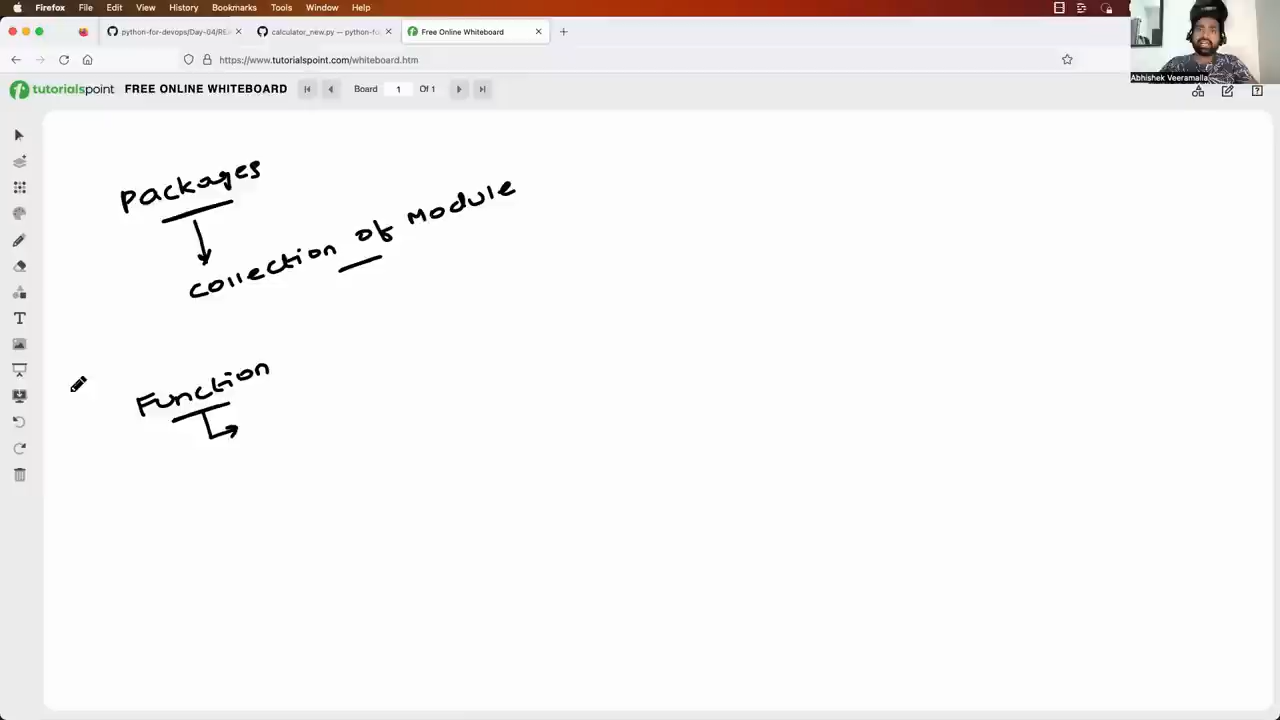 Firefox File Edit View History Bookmarks Tools Window Help
python-for-devops/Day-04/REA calculator_new.py — python-fo Free Online Whiteboard
https://www.tutorialspoint.com/whiteboard.htm
Abhishek Veeramalla
tutorialspoint FREE ONLINE WHITEBOARD Board 1 Of 1
Packages
Collection of Module
Function